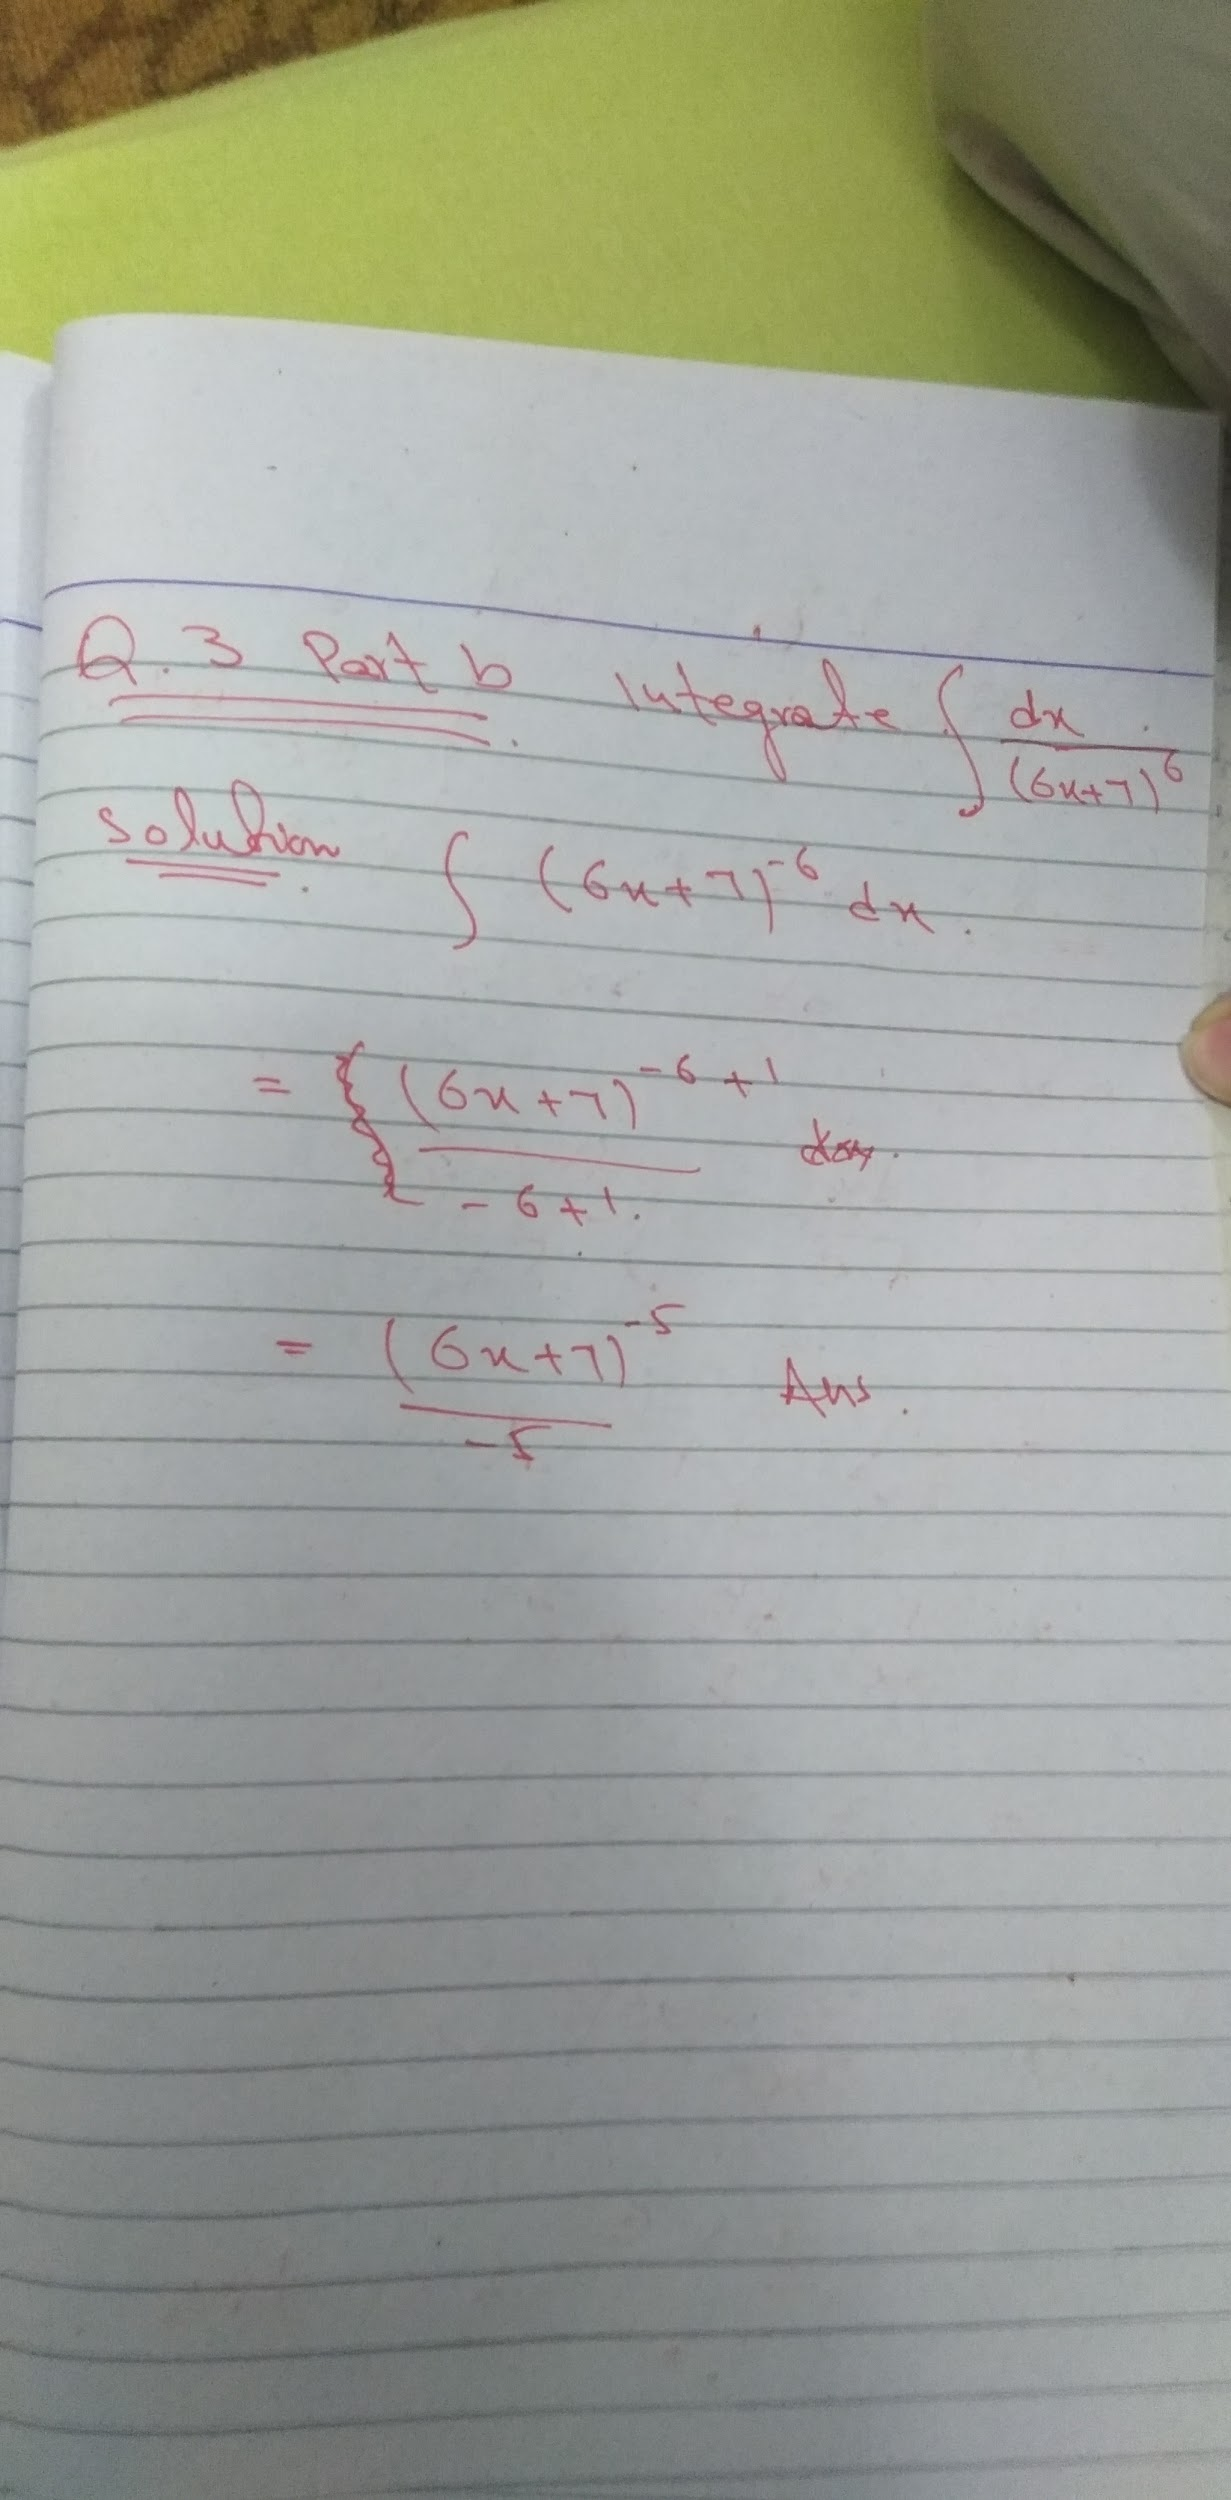 Q.3 Part b Integrate ∫ dx / (6x+7)^6
Solution. ∫ (6x+7)^-6 dx.
= (6x+7)^-6+1 / -6+1.
= (6x+7)^-5 / -5 Ans.